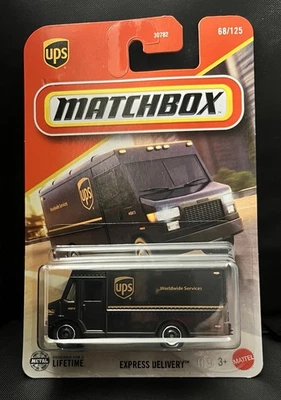 ups
30782
68/125
MATCHBOX
ups
Worldwide Services
ups
Worldwide Services
METAL
LIFETIME
EXPRESS DELIVERY™
3+
MATTEL